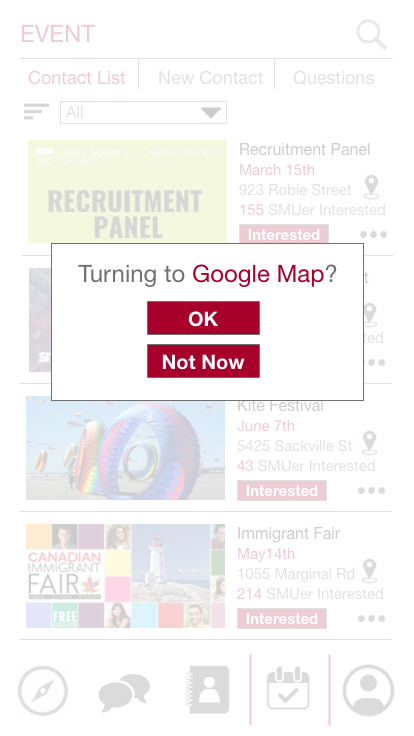 EVENT
Contact List
New Contact
Questions
All
SAINT MARY'S
UNIVERSITY
CAREER SERVICES
RECRUITMENT
PANEL
Recruitment Panel
March 15th
923 Robie Street
155 SMUer Interested
Interested
Turning to Google Map?
OK
Not Now
Kite Festival
June 7th
5425 Sackville St
43 SMUer Interested
Interested
CANADIAN
IMMIGRANT
FAIR
FREE
Immigrant Fair
May14th
1055 Marginal Rd
214 SMUer Interested
Interested